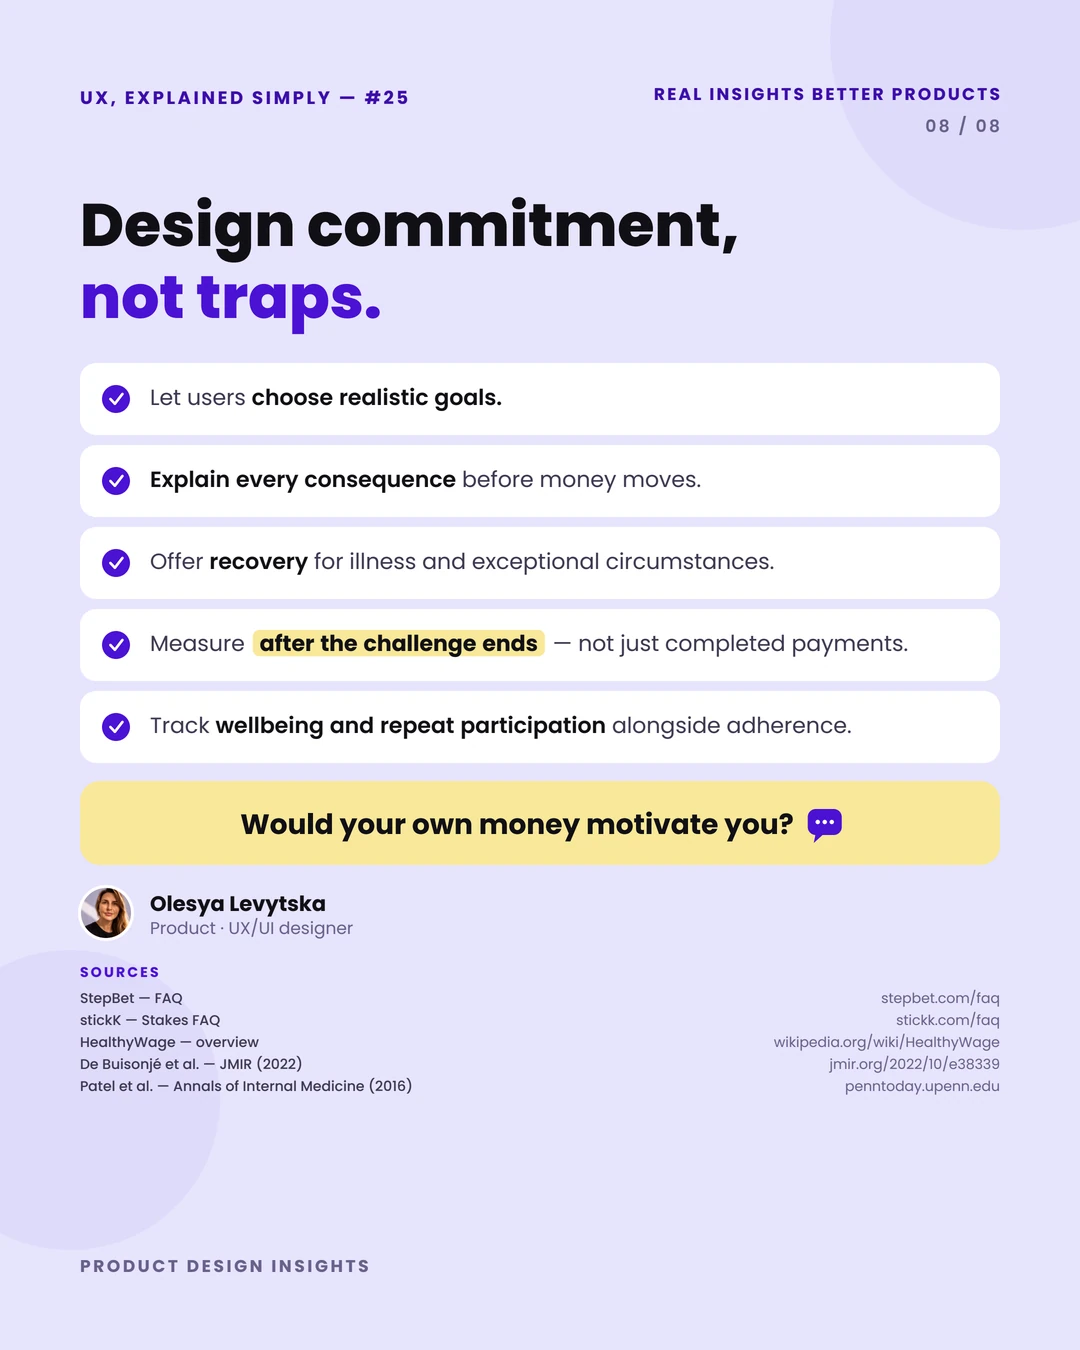 UX, EXPLAINED SIMPLY — #25
REAL INSIGHTS BETTER PRODUCTS
08 / 08
Design commitment,
not traps.
Let users choose realistic goals.
Explain every consequence before money moves.
Offer recovery for illness and exceptional circumstances.
Measure after the challenge ends — not just completed payments.
Track wellbeing and repeat participation alongside adherence.
Would your own money motivate you?
Olesya Levytska
Product · UX/UI designer
SOURCES
StepBet — FAQ stepbet.com/faq
stickK — Stakes FAQ stickk.com/faq
HealthyWage — overview wikipedia.org/wiki/HealthyWage
De Buisonjé et al. — JMIR (2022) jmir.org/2022/10/e38339
Patel et al. — Annals of Internal Medicine (2016) penntoday.upenn.edu
PRODUCT DESIGN INSIGHTS